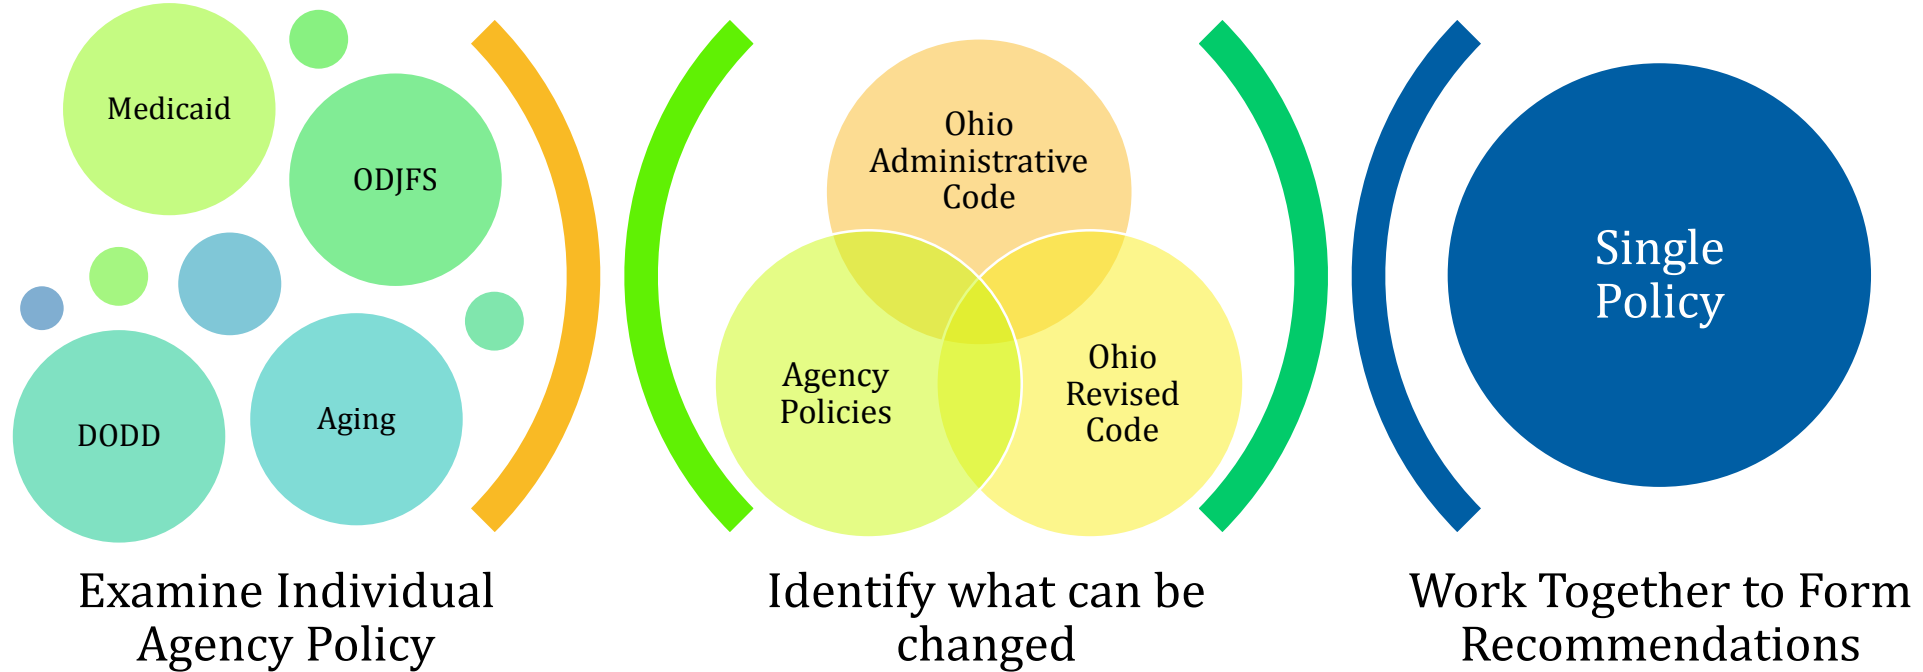 Medicaid
ODJFS
DODD
Aging
Examine Individual
Agency Policy
Ohio
Administrative
Code
Agency
Policies
Ohio
Revised
Code
Identify what can be
changed
Single
Policy
Work Together to Form
Recommendations